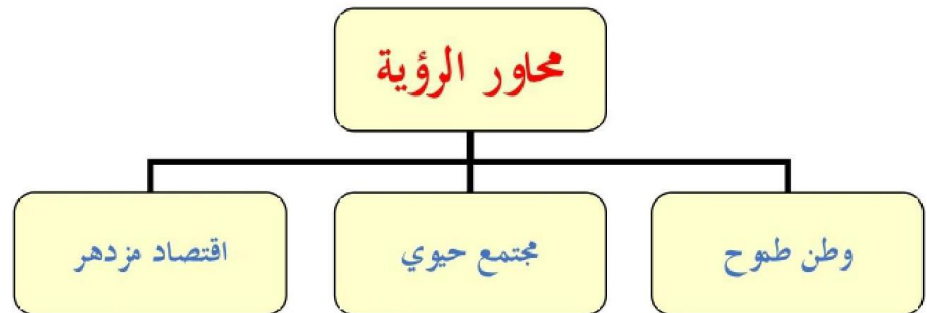 محاور الرؤية
وطن طموح
مجتمع حيوي
اقتصاد مزدهر